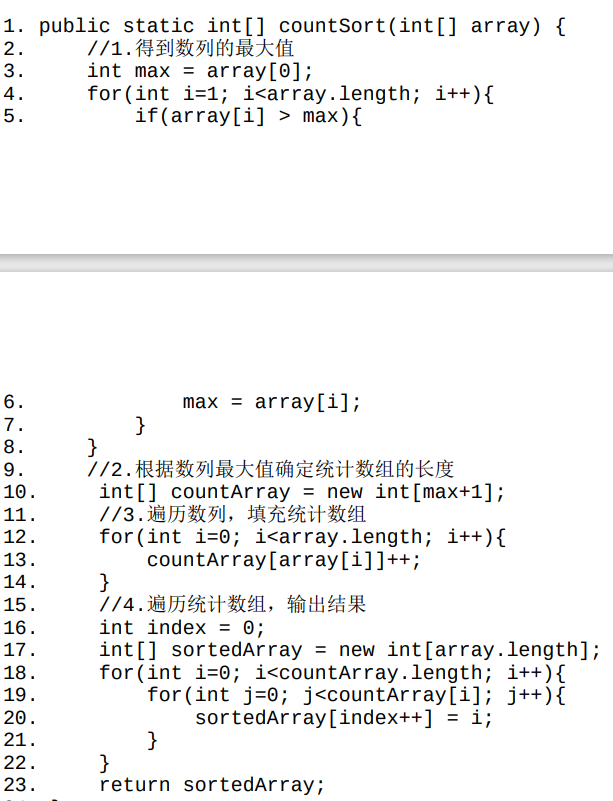 1. public static int[] countSort(int[] array) {
2.     //1.得到数列的最大值
3.     int max = array[0];
4.     for(int i=1; i<array.length; i++){
5.         if(array[i] > max){
6.             max = array[i];
7.         }
8.     }
9.     //2.根据数列最大值确定统计数组的长度
10.     int[] countArray = new int[max+1];
11.     //3.遍历数列，填充统计数组
12.     for(int i=0; i<array.length; i++){
13.         countArray[array[i]]++;
14.     }
15.     //4.遍历统计数组，输出结果
16.     int index = 0;
17.     int[] sortedArray = new int[array.length];
18.     for(int i=0; i<countArray.length; i++){
19.         for(int j=0; j<countArray[i]; j++){
20.             sortedArray[index++] = i;
21.         }
22.     }
23.     return sortedArray;